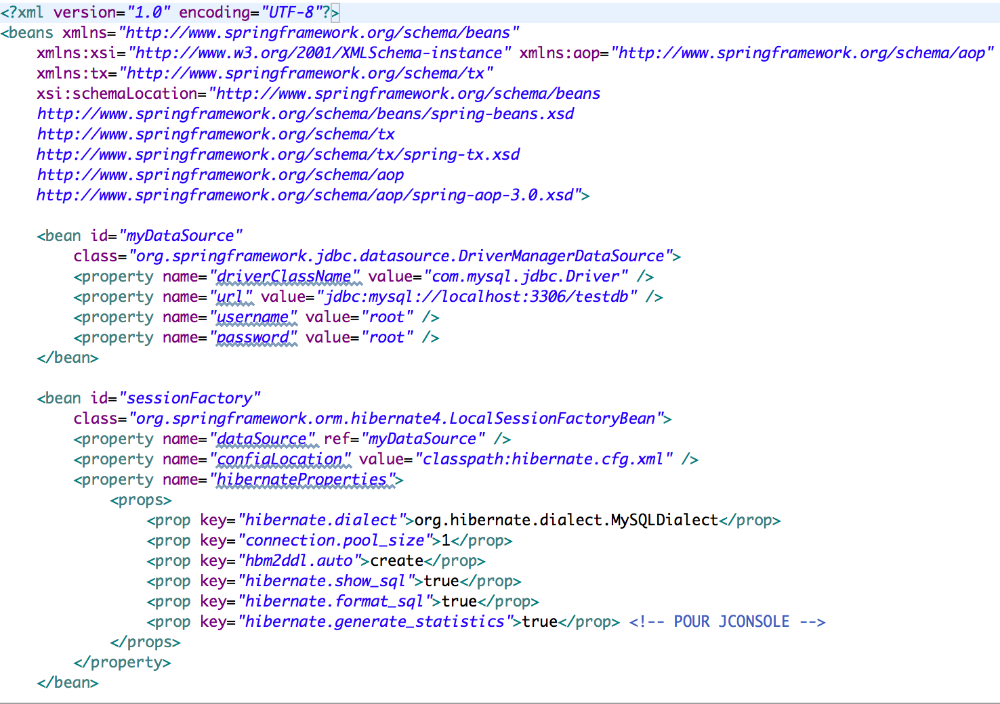 <?xml version="1.0" encoding="UTF-8"?>
<beans xmlns="http://www.springframework.org/schema/beans"
xmlns:xsi="http://www.w3.org/2001/XMLSchema-instance" xmlns:aop="http://www.springframework.org/schema/aop"
xmlns:tx="http://www.springframework.org/schema/tx"
xsi:schemaLocation="http://www.springframework.org/schema/beans
http://www.springframework.org/schema/beans/spring-beans.xsd
http://www.springframework.org/schema/tx
http://www.springframework.org/schema/tx/spring-tx.xsd
http://www.springframework.org/schema/aop
http://www.springframework.org/schema/aop/spring-aop-3.0.xsd">
<bean id="myDataSource"
class="org.springframework.jdbc.datasource.DriverManagerDataSource">
<property name="driverClassName" value="com.mysql.jdbc.Driver" />
<property name="url" value="jdbc:mysql://localhost:3306/testdb" />
<property name="username" value="root" />
<property name="password" value="root" />
</bean>
<bean id="sessionFactory"
class="org.springframework.orm.hibernate4.LocalSessionFactoryBean">
<property name="dataSource" ref="myDataSource" />
<property name="configLocation" value="classpath:hibernate.cfg.xml" />
<property name="hibernateProperties">
<props>
<prop key="hibernate.dialect">org.hibernate.dialect.MySQLDialect</prop>
<prop key="connection.pool_size">1</prop>
<prop key="hbm2ddl.auto">create</prop>
<prop key="hibernate.show_sql">true</prop>
<prop key="hibernate.format_sql">true</prop>
<prop key="hibernate.generate_statistics">true</prop> <!-- POUR JCONSOLE -->
</props>
</property>
</bean>